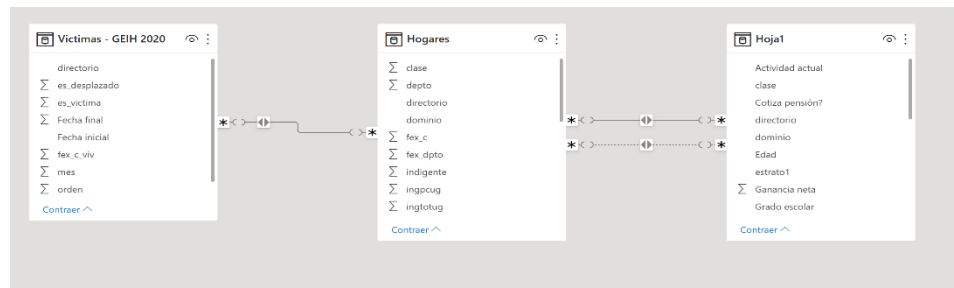 Victimas - GEIH 2020
directorio
Σ es_desplazado
Σ es_victima
Σ Fecha final
Fecha inicial
Σ fex_c_viv
Σ mes
Σ orden
Contraer
Hogares
Σ clase
Σ depto
directorio
dominio
Σ fex_c
Σ fex_dpto
Σ indigente
Σ ingpcug
Σ ingtotug
Contraer
Hoja1
Actividad actual
clase
Cotiza pensión?
directorio
dominio
Edad
estrato1
Σ Ganancia neta
Grado escolar
Contraer